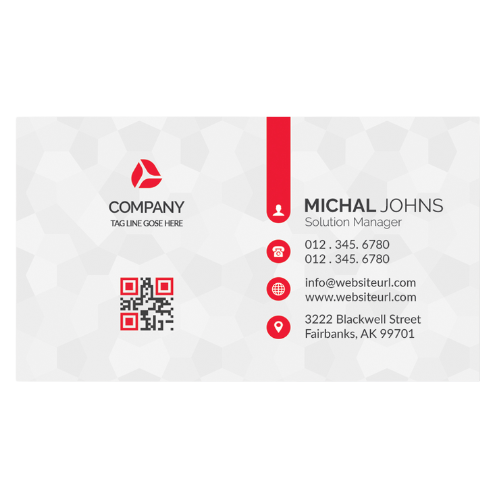 COMPANY
TAG LINE GOSE HERE
MICHAL JOHNS
Solution Manager
012 . 345. 6780
012 . 345. 6780
info@websiteurl.com
www.websiteurl.com
3222 Blackwell Street
Fairbanks, AK 99701